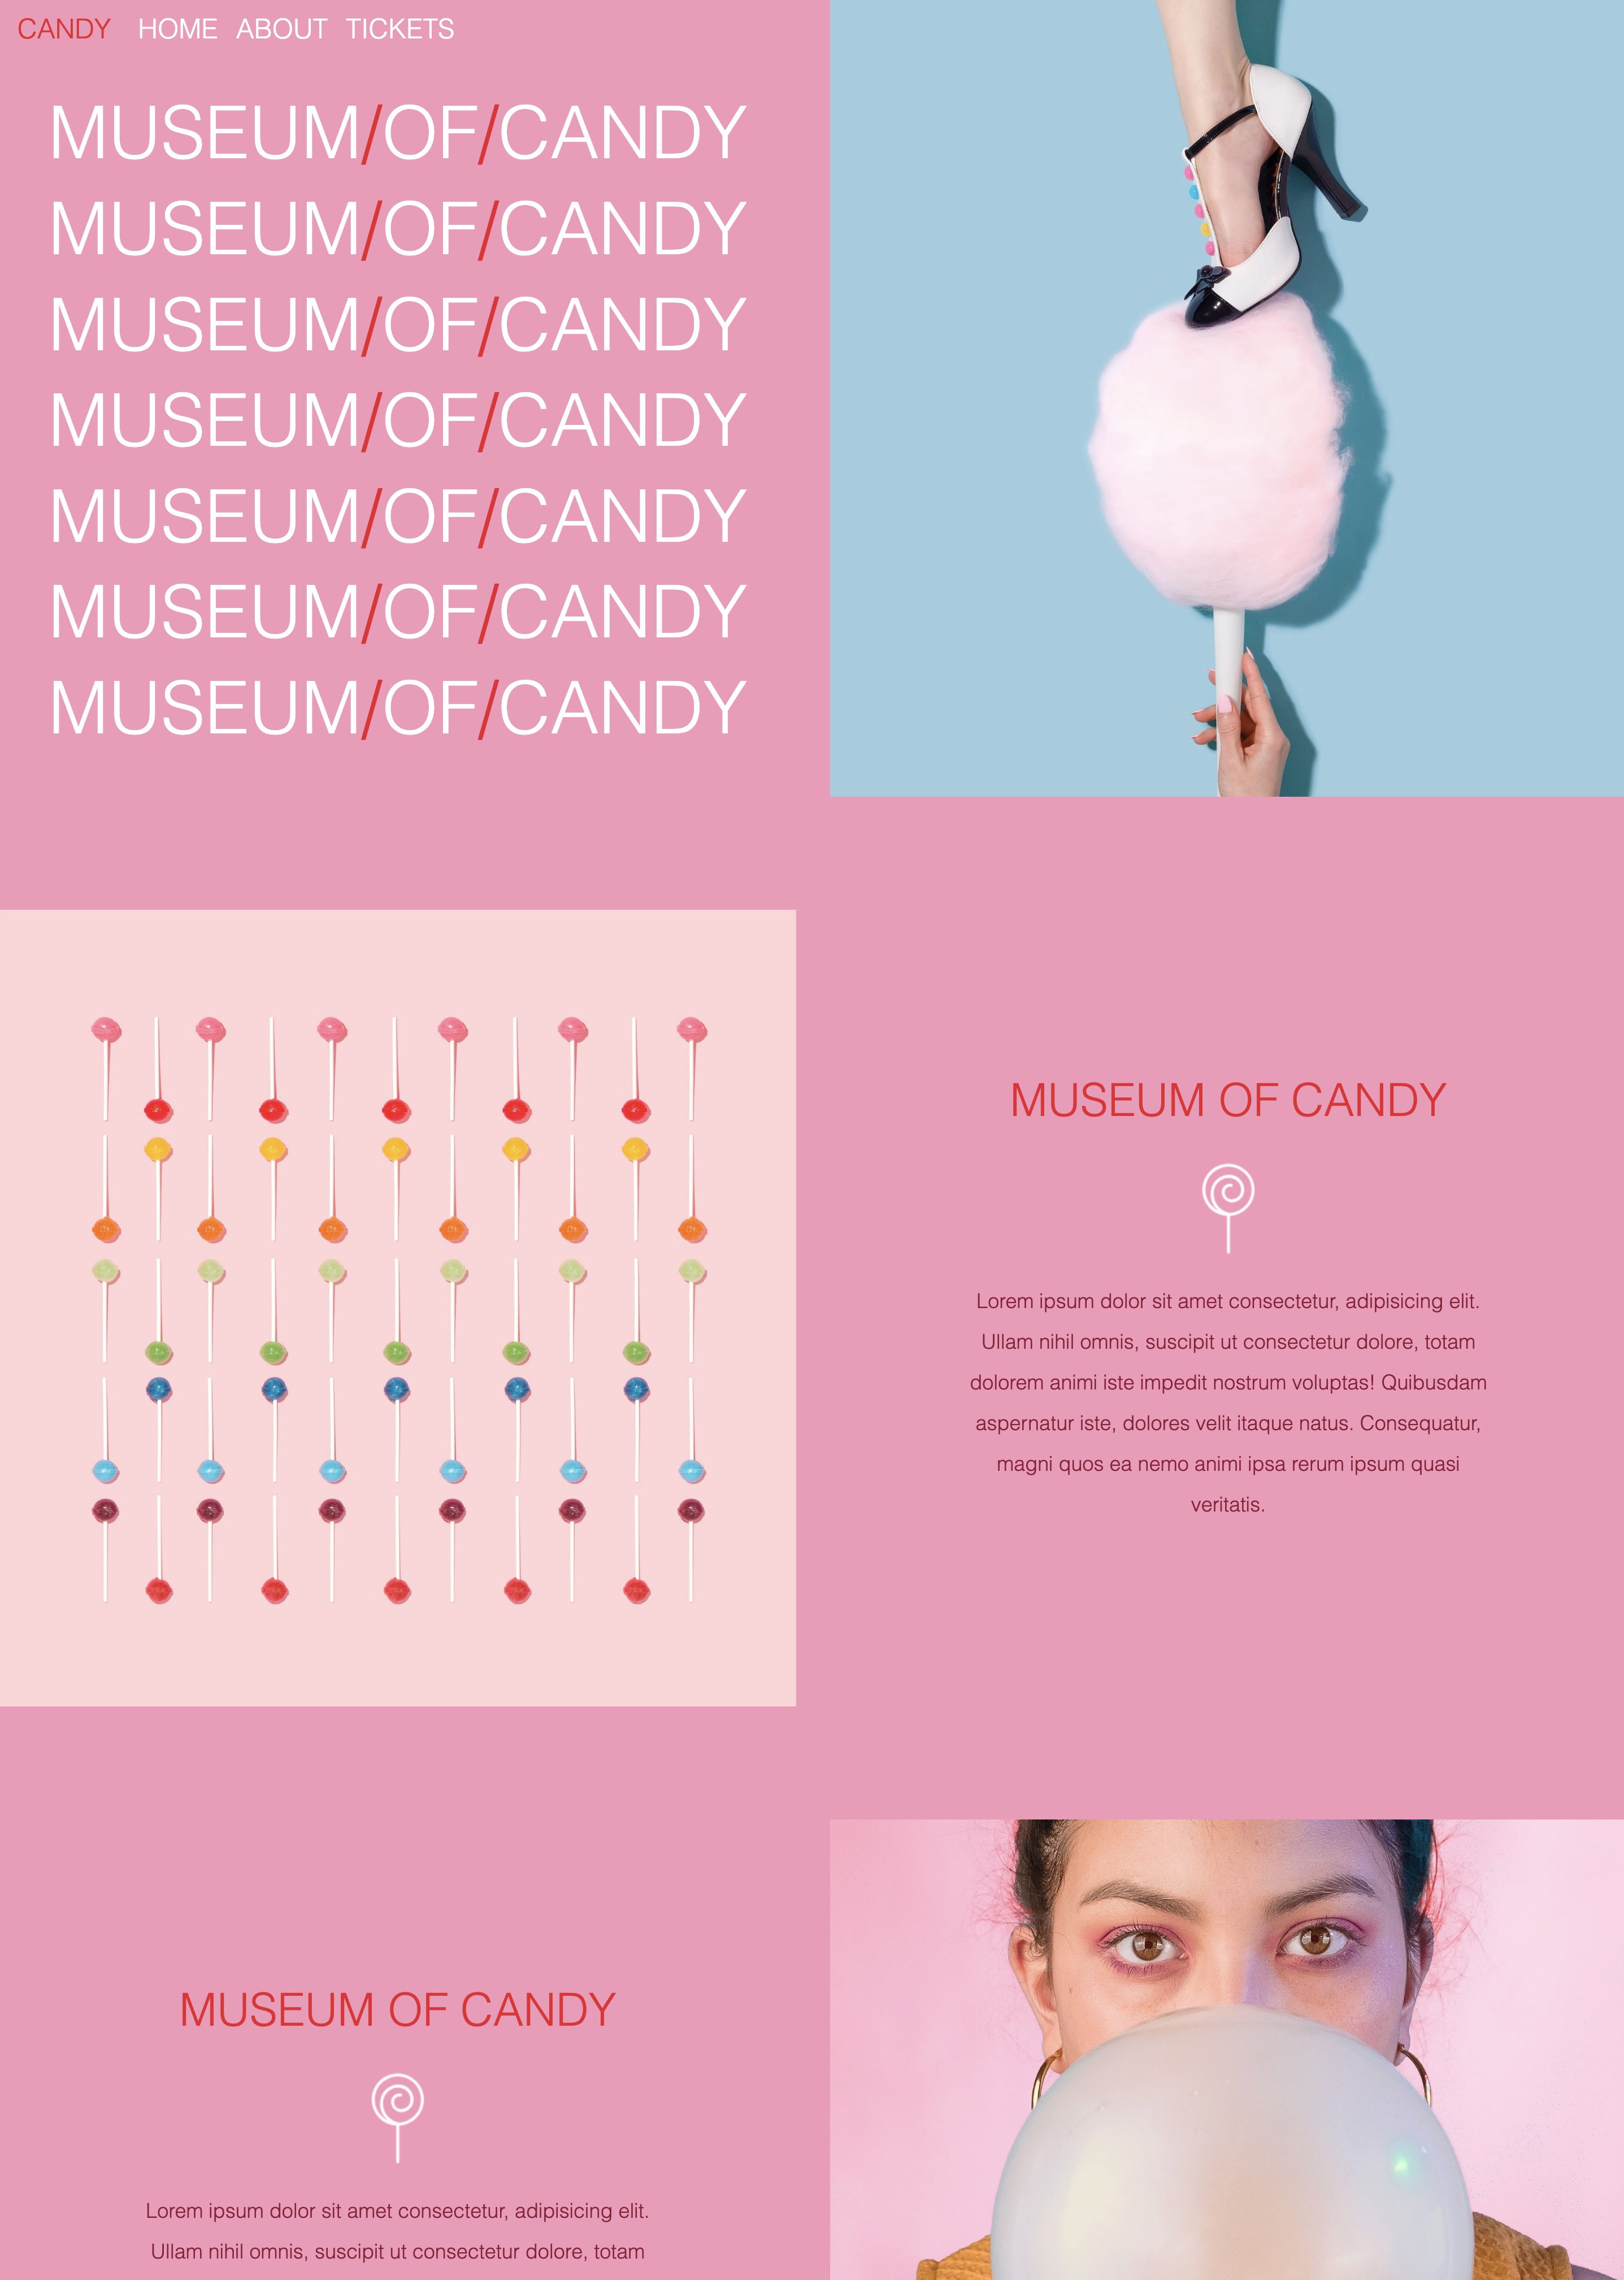 CANDY HOME ABOUT TICKETS
MUSEUM/OF/CANDY
MUSEUM/OF/CANDY
MUSEUM/OF/CANDY
MUSEUM/OF/CANDY
MUSEUM/OF/CANDY
MUSEUM/OF/CANDY
MUSEUM/OF/CANDY
MUSEUM OF CANDY
Lorem ipsum dolor sit amet consectetur, adipisicing elit.
Ullam nihil omnis, suscipit ut consectetur dolore, totam
dolorem animi iste impedit nostrum voluptas! Quibusdam
aspernatur iste, dolores velit itaque natus. Consequatur,
magni quos ea nemo animi ipsa rerum ipsum quasi
veritatis.
MUSEUM OF CANDY
Lorem ipsum dolor sit amet consectetur, adipisicing elit.
Ullam nihil omnis, suscipit ut consectetur dolore, totam